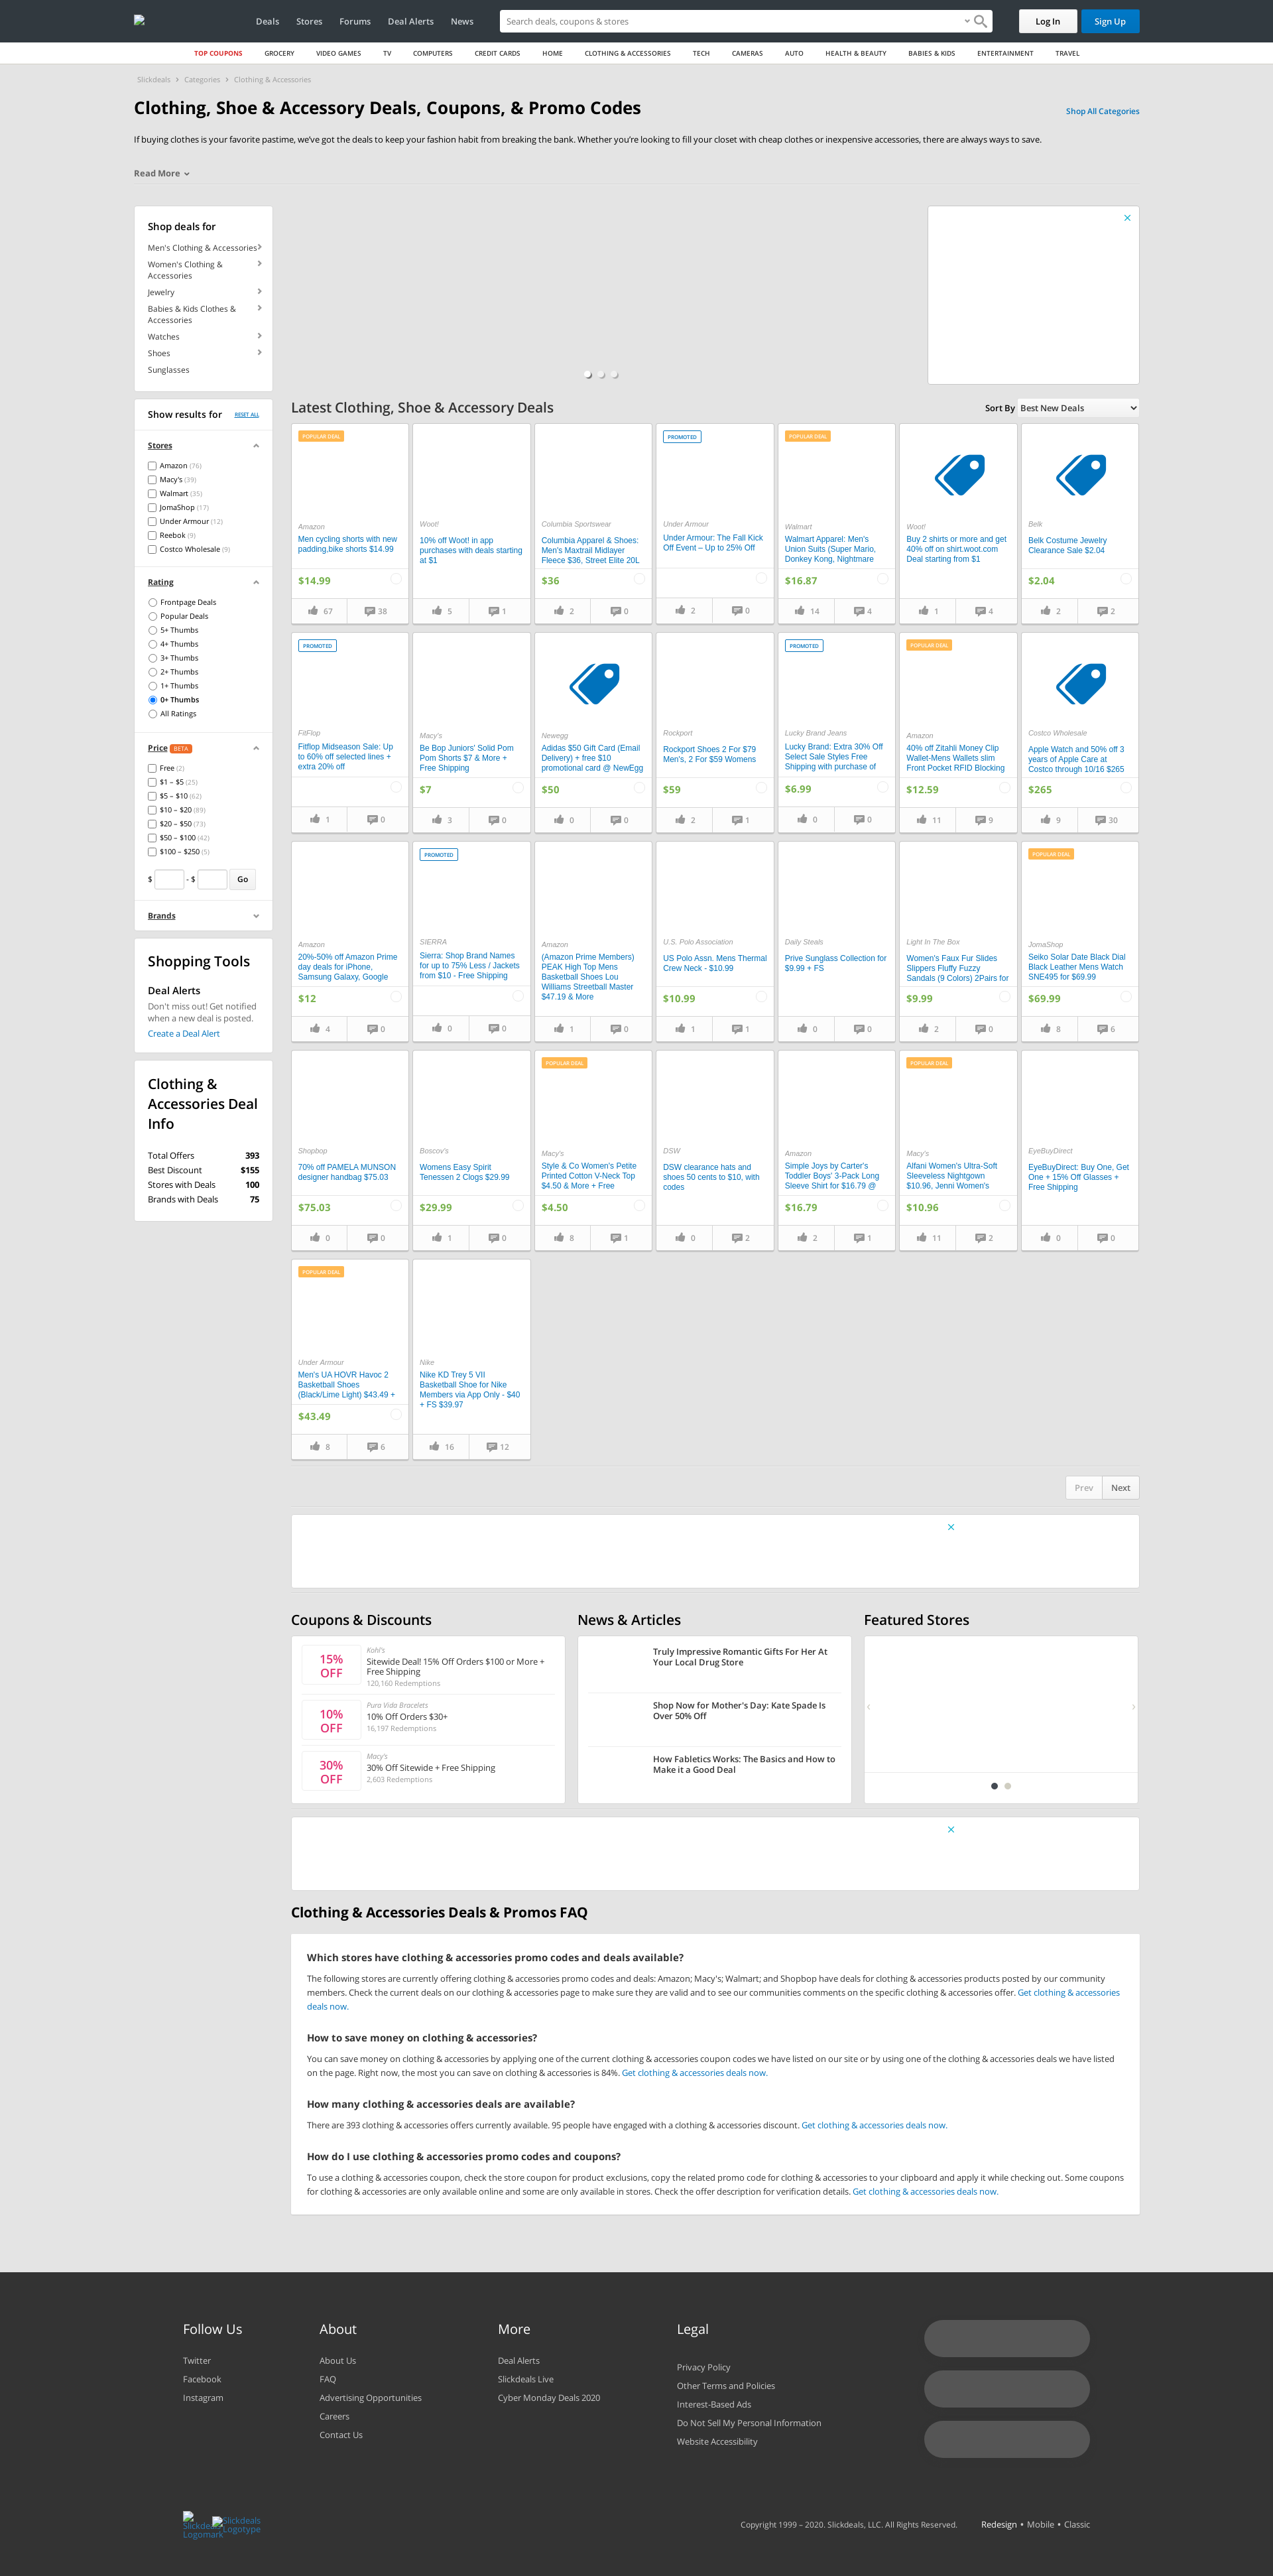 Deals Stores Forums Deal Alerts News Search deals, coupons & studies Log In Sign Up
TOP COUPONS GROCERY VIDEO GAMES TV COMPUTERS CREDIT CARDS HOME CLOTHING & ACCESSORIES TECH CAMERAS AUTO HEALTH & BEAUTY BABIES & KIDS ENTERTAINMENT TRAVEL
Slickdeals > Categories > Clothing & Accessories
Clothing, Shoe & Accessory Deals, Coupons, & Promo Codes
Shop All Categories
If buying clothes is your favorite pastime, we've got the deals to keep your fashion habit from breaking the bank. Whether you're looking to fill your closet with cheap clothes or inexpensive accessories, there are always ways to save.
Read More
Shop deals for
Men's Clothing & Accessories
Women's Clothing &
Accessories
Jewelry
Babies & Kids Clothes &
Accessories
Watches
Shoes
Sunglasses
Show results for RESET ALL
Stores
Amazon (76)
Macy's (39)
Walmart (35)
JomaShop (17)
Under Armour (12)
Reebok (9)
Costco Wholesale (9)
Rating
Frontpage Deals
Popular Deals
5+ Thumbs
4+ Thumbs
3+ Thumbs
2+ Thumbs
1+ Thumbs
0+ Thumbs
All Ratings
Price BETA
Free (2)
$1 – $5 (25)
$5 – $10 (62)
$10 – $20 (89)
$20 – $50 (73)
$50 – $100 (42)
$100 – $250 (5)
$ - $ Go
Brands
Shopping Tools
Deal Alerts
Don't miss out! Get notified
when a new deal is posted.
Create a Deal Alert
Clothing &
Accessories Deal
Info
Total Offers 393
Best Discount $155
Stores with Deals 100
Brands with Deals 75
Latest Clothing, Shoe & Accessory Deals
Sort By Best New Deals
POPULAR DEAL
Amazon
Men cycling shorts with new
padding,bike shorts $14.99
$14.99
67 38
Woot!
10% off Woot! in app
purchases with deals starting
at $1
5 1
Columbia Sportswear
Columbia Apparel & Shoes:
Men's Maxtrail Midlayer
Fleece $36, Street Elite 20L
$36
2 0
PROMOTED
Under Armour
Under Armour: The Fall Kick
Off Event – Up to 25% Off
2 0
POPULAR DEAL
Walmart
Walmart Apparel: Men's
Union Suits (Super Mario,
Donkey Kong, Nightmare
$16.87
14 4
Woot!
Buy 2 shirts or more and get
40% off on shirt.woot.com
Deal starting from $1
1 4
Belk
Belk Costume Jewelry
Clearance Sale $2.04
$2.04
2 2
PROMOTED
FitFlop
Fitflop Midseason Sale: Up
to 60% off selected lines +
extra 20% off
1 0
Macy's
Be Bop Juniors' Solid Pom
Pom Shorts $7 & More +
Free Shipping
$7
3 0
Newegg
Adidas $50 Gift Card (Email
Delivery) + free $10
promotional card @ NewEgg
$50
0 0
Rockport
Rockport Shoes 2 For $79
Men's, 2 For $59 Womens
$59
2 1
PROMOTED
Lucky Brand Jeans
Lucky Brand: Extra 30% Off
Select Sale Styles Free
Shipping with purchase of
$6.99
0 0
POPULAR DEAL
Amazon
40% off Zitahli Money Clip
Wallet-Mens Wallets slim
Front Pocket RFID Blocking
$12.59
11 9
Costco Wholesale
Apple Watch and 50% off 3
years of Apple Care at
Costco through 10/16 $265
$265
9 30
Amazon
20%-50% off Amazon Prime
day deals for iPhone,
Samsung Galaxy, Google
$12
4 0
PROMOTED
SIERRA
Sierra: Shop Brand Names
for up to 75% Less / Jackets
from $10 - Free Shipping
0 0
Amazon
(Amazon Prime Members)
PEAK High Top Mens
Basketball Shoes Lou
Williams Streetball Master
$47.19 & More
1 0
U.S. Polo Association
US Polo Assn. Mens Thermal
Crew Neck - $10.99
$10.99
1 1
Daily Steals
Prive Sunglass Collection for
$9.99 + FS
0 0
Light In The Box
Women's Faux Fur Slides
Slippers Fluffy Fuzzy
Sandals (9 Colors) 2Pairs for
$9.99
2 0
POPULAR DEAL
JomaShop
Seiko Solar Date Black Dial
Black Leather Mens Watch
SNE495 for $69.99
$69.99
8 6
Shopbop
70% off PAMELA MUNSON
designer handbag $75.03
$75.03
0 0
Boscov's
Womens Easy Spirit
Tenessen 2 Clogs $29.99
$29.99
1 0
POPULAR DEAL
Macy's
Style & Co Women's Petite
Printed Cotton V-Neck Top
$4.50 & More + Free
$4.50
8 1
DSW
DSW clearance hats and
shoes 50 cents to $10, with
codes
0 2
Amazon
Simple Joys by Carter's
Toddler Boys' 3-Pack Long
Sleeve Shirt for $16.79 @
$16.79
2 1
POPULAR DEAL
Macy's
Alfani Women's Ultra-Soft
Sleeveless Nightgown
$10.96, Jenni Women's
$10.96
11 2
EyeBuyDirect
EyeBuyDirect: Buy One, Get
One + 15% Off Glasses +
Free Shipping
0 0
POPULAR DEAL
Under Armour
Men's UA HOVR Havoc 2
Basketball Shoes
(Black/Lime Light) $43.49 +
$43.49
8 6
Nike
Nike KD Trey 5 VII
Basketball Shoe for Nike
Members via App Only - $40
+ FS $39.97
16 12
Prev Next
Coupons & Discounts
15%
OFF
Kohl's
Sitewide Deal! 15% Off Orders $100 or More +
Free Shipping
120,160 Redemptions
10%
OFF
Pura Vida Bracelets
10% Off Orders $30+
16,197 Redemptions
30%
OFF
Macy's
30% Off Sitewide + Free Shipping
2,603 Redemptions
News & Articles
Truly Impressive Romantic Gifts For Her At
Your Local Drug Store
Shop Now for Mother's Day: Kate Spade Is
Over 50% Off
How Fabletics Works: The Basics and How to
Make it a Good Deal
Featured Stores
Clothing & Accessories Deals & Promos FAQ
Which stores have clothing & accessories promo codes and deals available?
The following stores are currently offering clothing & accessories promo codes and deals: Amazon; Macy's; Walmart; and Shopbop have deals for clothing & accessories products posted by our community
members. Check the current deals on our clothing & accessories page to make sure they are valid and to see our communities comments on the specific clothing & accessories offer. Get clothing & accessories
deals now.
How to save money on clothing & accessories?
You can save money on clothing & accessories by applying one of the current clothing & accessories coupon codes we have listed on our site or by using one of the clothing & accessories deals we have listed
on the page. Right now, the most you can save on clothing & accessories is 84%. Get clothing & accessories deals now.
How many clothing & accessories deals are available?
There are 393 clothing & accessories offers currently available. 95 people have engaged with a clothing & accessories discount. Get clothing & accessories deals now.
How do I use clothing & accessories promo codes and coupons?
To use a clothing & accessories coupon, check the store coupon for product exclusions, copy the related promo code for clothing & accessories to your clipboard and apply it while checking out. Some coupons
for clothing & accessories are only available online and some are only available in stores. Check the offer description for verification details. Get clothing & accessories deals now.
Follow Us
Twitter
Facebook
Instagram
About
About Us
FAQ
Advertising Opportunities
Careers
Contact Us
More
Deal Alerts
Slickdeals Live
Cyber Monday Deals 2020
Legal
Privacy Policy
Other Terms and Policies
Interest-Based Ads
Do Not Sell My Personal Information
Website Accessibility
Slickdeals
Logomark
Slickdeals
Logotype
Copyright 1999 – 2020. Slickdeals, LLC. All Rights Reserved. Redesign • Mobile • Classic